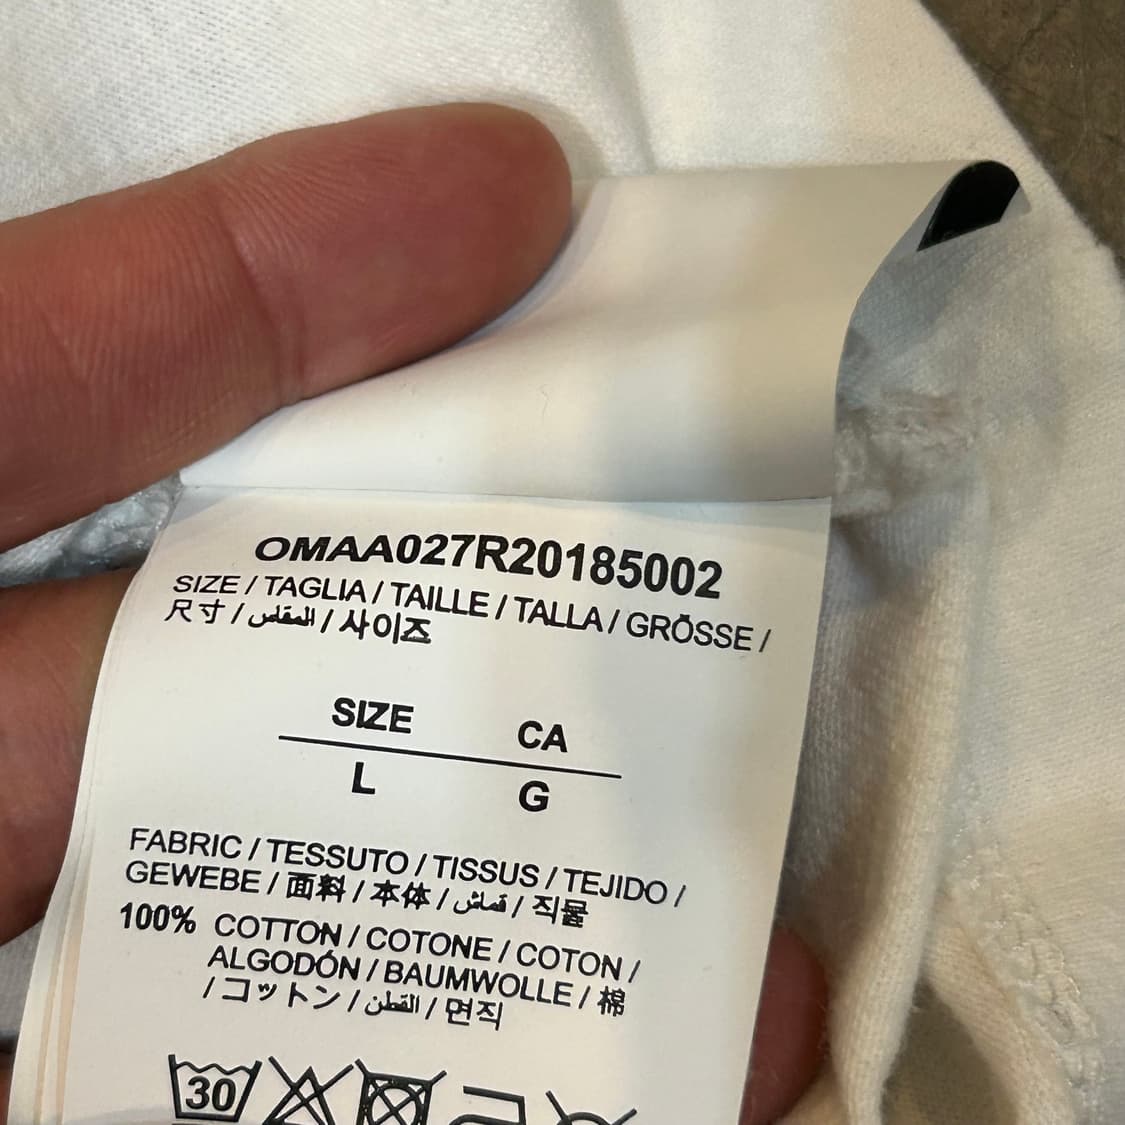 OMAA027R20185002
SIZE / TAGLIA / TAILLE / TALLA / GRŌSSE /
尺寸 / المقاس / 사이즈
SIZE CA
L G
FABRIC / TESSUTO / TISSUS / TEJIDO /
GEWEBE / 面料 / 本体 / قماش / 직물
100% COTTON / COTONE / COTON /
ALGODÓN / BAUMWOLLE / 棉
/ コットン / القطن / 면직
30